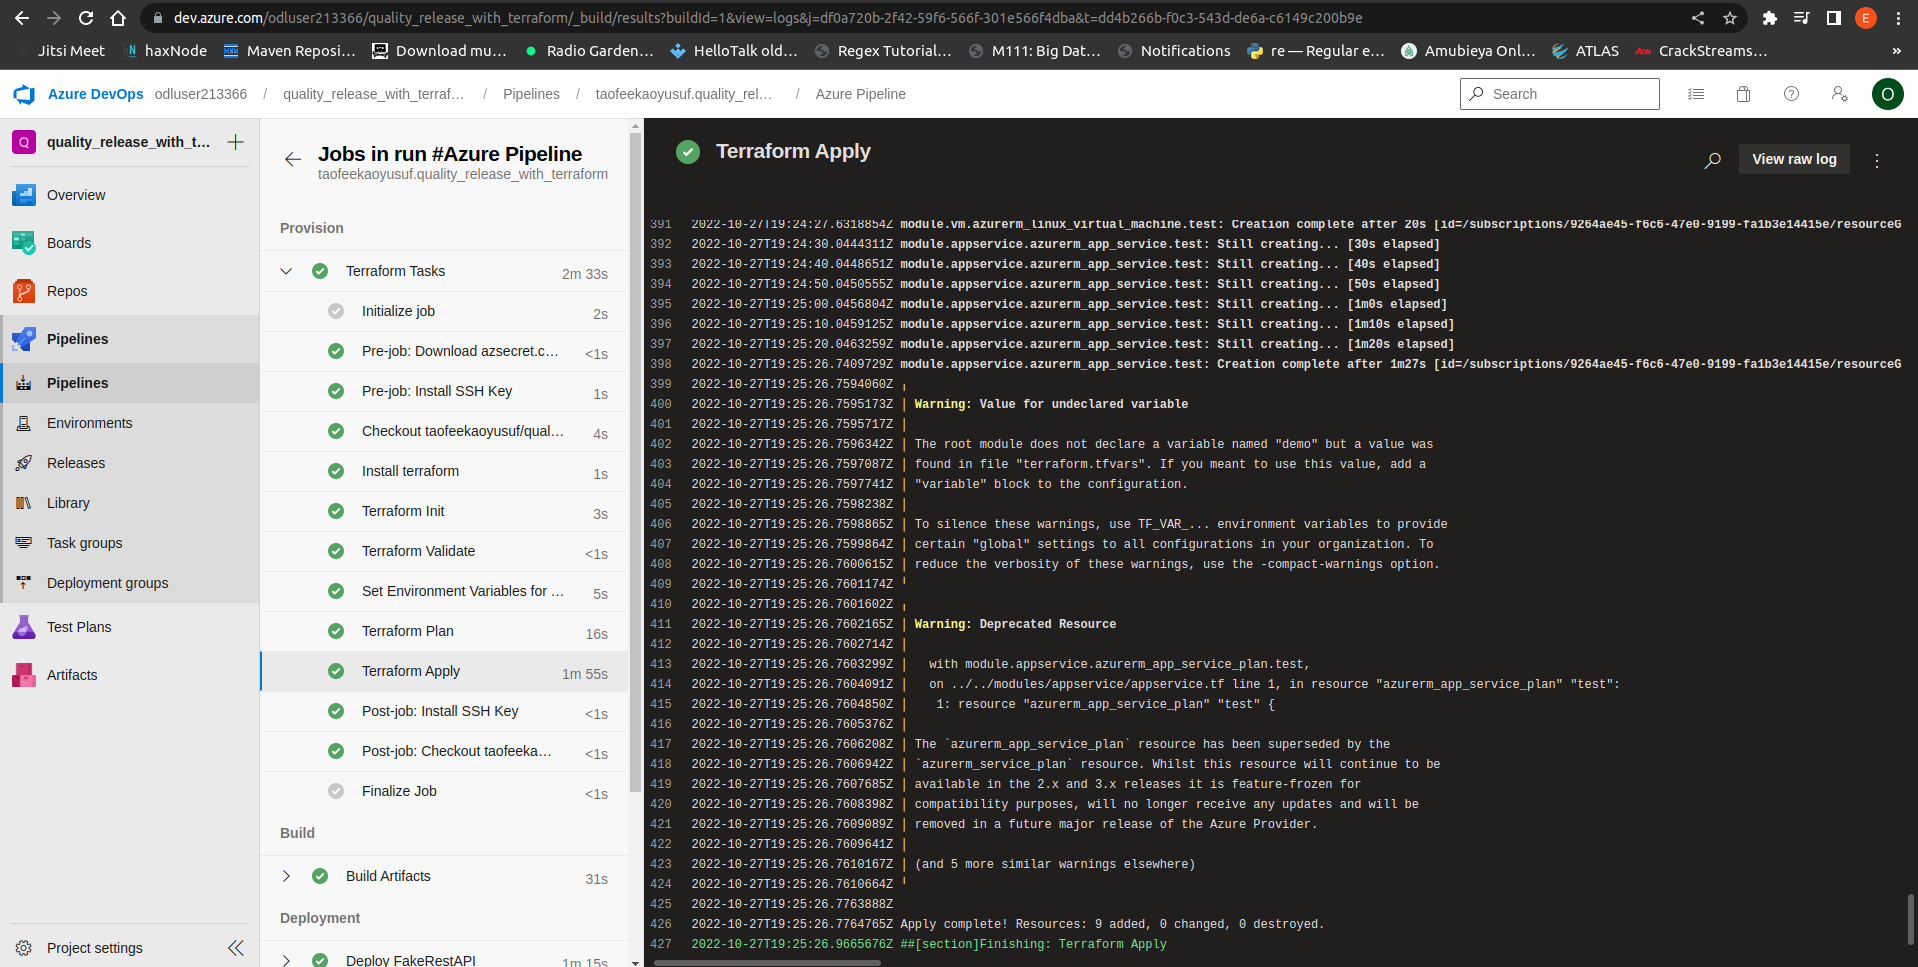 dev.azure.com/odluser213366/quality_release_with_terraform/_build/results?buildId=1&view=logs&j=df0a720b-2f42-59f6-566f-301e566f4dba&t=dd4b266b-f0c3-543d-de6a-c6149c200b9e
E
Jitsi Meet
haxNode
Maven Reposi…
Download mu…
Radio Garden…
HelloTalk old…
Regex Tutorial…
M111: Big Dat…
Notifications
re — Regular e…
Amubieya Onl…
ATLAS
CrackStreams…
»
Azure DevOps odluser213366 / quality_release_with_terraf… / Pipelines / taofeekaoyusuf.quality_rel… / Azure Pipeline
Search
O
Q quality_release_with_t…
Overview
Boards
Repos
Pipelines
Pipelines
Environments
Releases
Library
Task groups
Deployment groups
Test Plans
Artifacts
Project settings
Jobs in run #Azure Pipeline
taofeekaoyusuf.quality_release_with_terraform
Provision
Terraform Tasks 2m 33s
Initialize job 2s
Pre-job: Download azsecret.c… <1s
Pre-job: Install SSH Key 1s
Checkout taofeekaoyusuf/qual… 4s
Install terraform 1s
Terraform Init 3s
Terraform Validate <1s
Set Environment Variables for … 5s
Terraform Plan 16s
Terraform Apply 1m 55s
Post-job: Install SSH Key <1s
Post-job: Checkout taofeeka… <1s
Finalize Job <1s
Build
Build Artifacts 31s
Deployment
Deploy FakeRestAPI 1m 15s
Terraform Apply
View raw log
391 2022-10-27T19:24:27.6318854Z module.vm.azurerm_linux_virtual_machine.test: Creation complete after 20s [id=/subscriptions/9264ae45-f6c6-47e0-9199-fa1b3e14415e/resourceG
392 2022-10-27T19:24:30.0444311Z module.appservice.azurerm_app_service.test: Still creating... [30s elapsed]
393 2022-10-27T19:24:40.0448651Z module.appservice.azurerm_app_service.test: Still creating... [40s elapsed]
394 2022-10-27T19:24:50.0450555Z module.appservice.azurerm_app_service.test: Still creating... [50s elapsed]
395 2022-10-27T19:25:00.0456804Z module.appservice.azurerm_app_service.test: Still creating... [1m0s elapsed]
396 2022-10-27T19:25:10.0459125Z module.appservice.azurerm_app_service.test: Still creating... [1m10s elapsed]
397 2022-10-27T19:25:20.0463259Z module.appservice.azurerm_app_service.test: Still creating... [1m20s elapsed]
398 2022-10-27T19:25:26.7409729Z module.appservice.azurerm_app_service.test: Creation complete after 1m27s [id=/subscriptions/9264ae45-f6c6-47e0-9199-fa1b3e14415e/resourceG
399 2022-10-27T19:25:26.7594060Z ╷
400 2022-10-27T19:25:26.7595173Z │ Warning: Value for undeclared variable
401 2022-10-27T19:25:26.7595717Z │
402 2022-10-27T19:25:26.7596342Z │ The root module does not declare a variable named "demo" but a value was
403 2022-10-27T19:25:26.7597087Z │ found in file "terraform.tfvars". If you meant to use this value, add a
404 2022-10-27T19:25:26.7597741Z │ "variable" block to the configuration.
405 2022-10-27T19:25:26.7598238Z │
406 2022-10-27T19:25:26.7598865Z │ To silence these warnings, use TF_VAR_... environment variables to provide
407 2022-10-27T19:25:26.7599864Z │ certain "global" settings to all configurations in your organization. To
408 2022-10-27T19:25:26.7600615Z │ reduce the verbosity of these warnings, use the -compact-warnings option.
409 2022-10-27T19:25:26.7601174Z ╵
410 2022-10-27T19:25:26.7601602Z ╷
411 2022-10-27T19:25:26.7602165Z │ Warning: Deprecated Resource
412 2022-10-27T19:25:26.7602714Z │
413 2022-10-27T19:25:26.7603299Z │ with module.appservice.azurerm_app_service_plan.test,
414 2022-10-27T19:25:26.7604091Z │ on ../../modules/appservice/appservice.tf line 1, in resource "azurerm_app_service_plan" "test":
415 2022-10-27T19:25:26.7604850Z │ 1: resource "azurerm_app_service_plan" "test" {
416 2022-10-27T19:25:26.7605376Z │
417 2022-10-27T19:25:26.7606208Z │ The `azurerm_app_service_plan` resource has been superseded by the
418 2022-10-27T19:25:26.7606942Z │ `azurerm_service_plan` resource. Whilst this resource will continue to be
419 2022-10-27T19:25:26.7607685Z │ available in the 2.x and 3.x releases it is feature-frozen for
420 2022-10-27T19:25:26.7608398Z │ compatibility purposes, will no longer receive any updates and will be
421 2022-10-27T19:25:26.7609089Z │ removed in a future major release of the Azure Provider.
422 2022-10-27T19:25:26.7609641Z │
423 2022-10-27T19:25:26.7610167Z │ (and 5 more similar warnings elsewhere)
424 2022-10-27T19:25:26.7610664Z ╵
425 2022-10-27T19:25:26.7763888Z
426 2022-10-27T19:25:26.7764765Z Apply complete! Resources: 9 added, 0 changed, 0 destroyed.
427 2022-10-27T19:25:26.9665676Z ##[section]Finishing: Terraform Apply